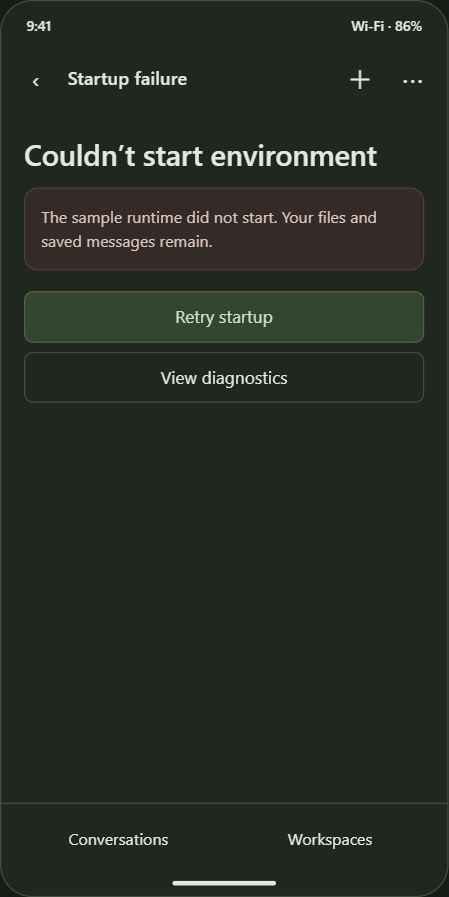 9:41
Wi-Fi · 86%
‹ Startup failure + ...
Couldn’t start environment
The sample runtime did not start. Your files and
saved messages remain.
Retry startup
View diagnostics
Conversations
Workspaces